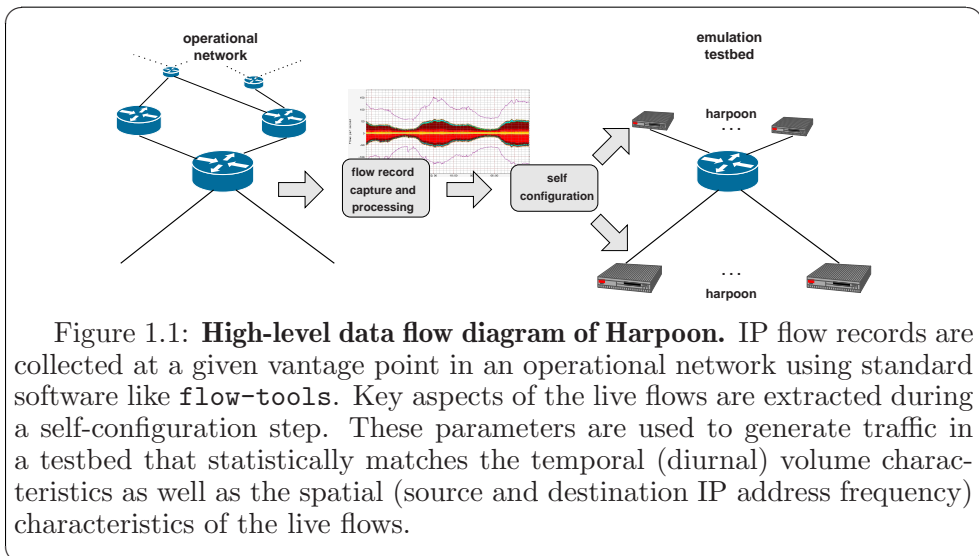 operational
network
emulation
testbed
harpoon
. . .
flow record
capture and
processing
self
configuration
. . .
harpoon
Figure 1.1: High-level data flow diagram of Harpoon. IP flow records are
collected at a given vantage point in an operational network using standard
software like flow-tools. Key aspects of the live flows are extracted during
a self-configuration step. These parameters are used to generate traffic in
a testbed that statistically matches the temporal (diurnal) volume charac-
teristics as well as the spatial (source and destination IP address frequency)
characteristics of the live flows.